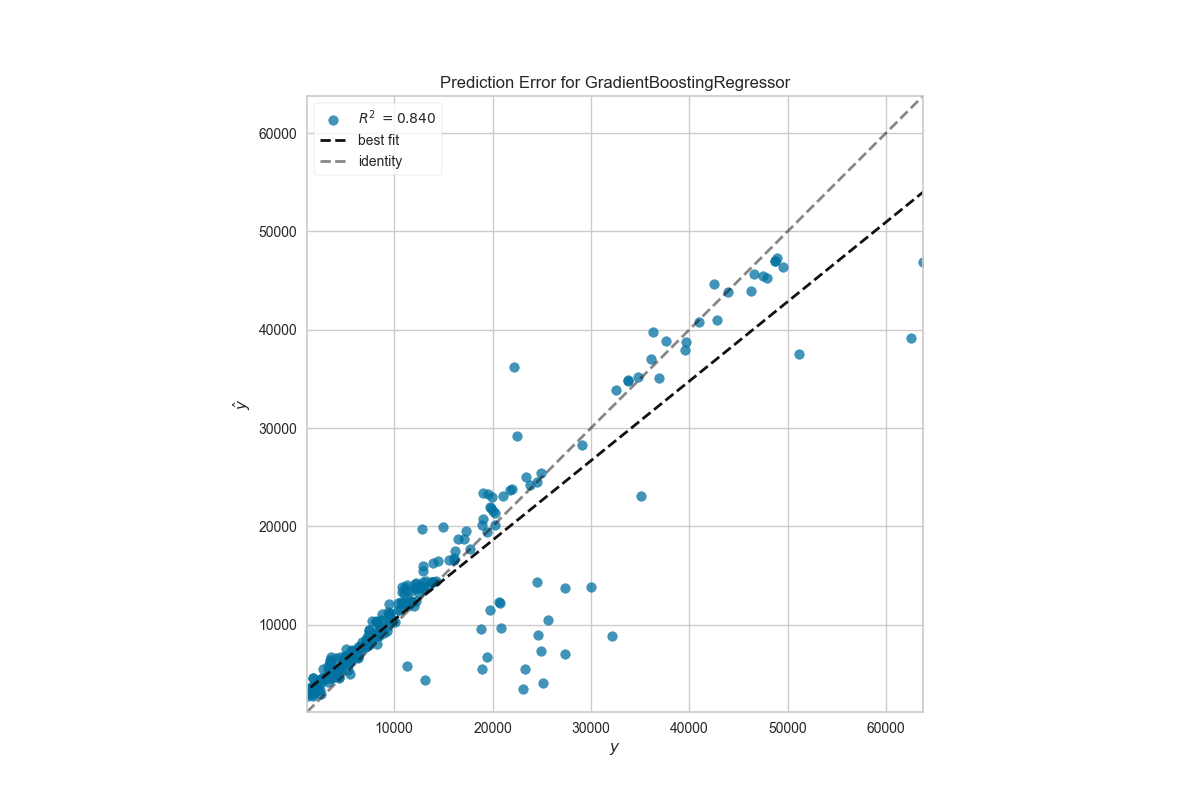 Prediction Error for GradientBoostingRegressor
R² = 0.840
best fit
identity
60000
50000
40000
30000
20000
10000
ŷ
10000 20000 30000 40000 50000 60000
y